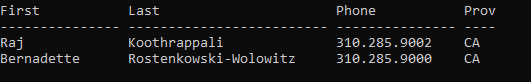 First Last Phone Prov
--------------- ------------------------- --------------- ----
Raj Koothrappali 310.285.9002 CA
Bernadette Rostenkowski-Wolowitz 310.285.9000 CA